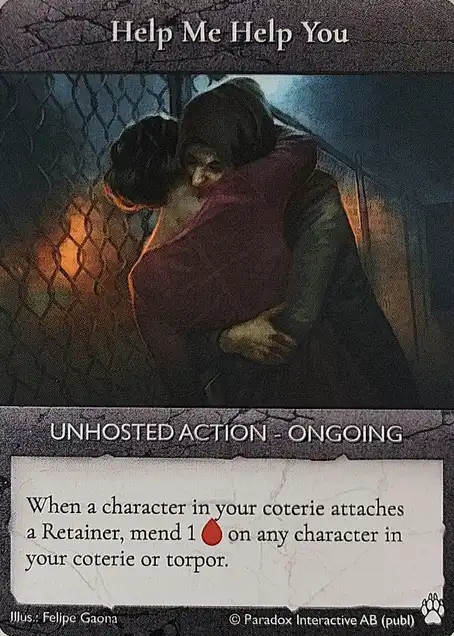 Help Me Help You
UNHOSTED ACTION - ONGOING
When a character in your coterie attaches
a Retainer, mend 1 on any character in
your coterie or torpor.
Illus.: Felipe Gaona
© Paradox Interactive AB (publ)